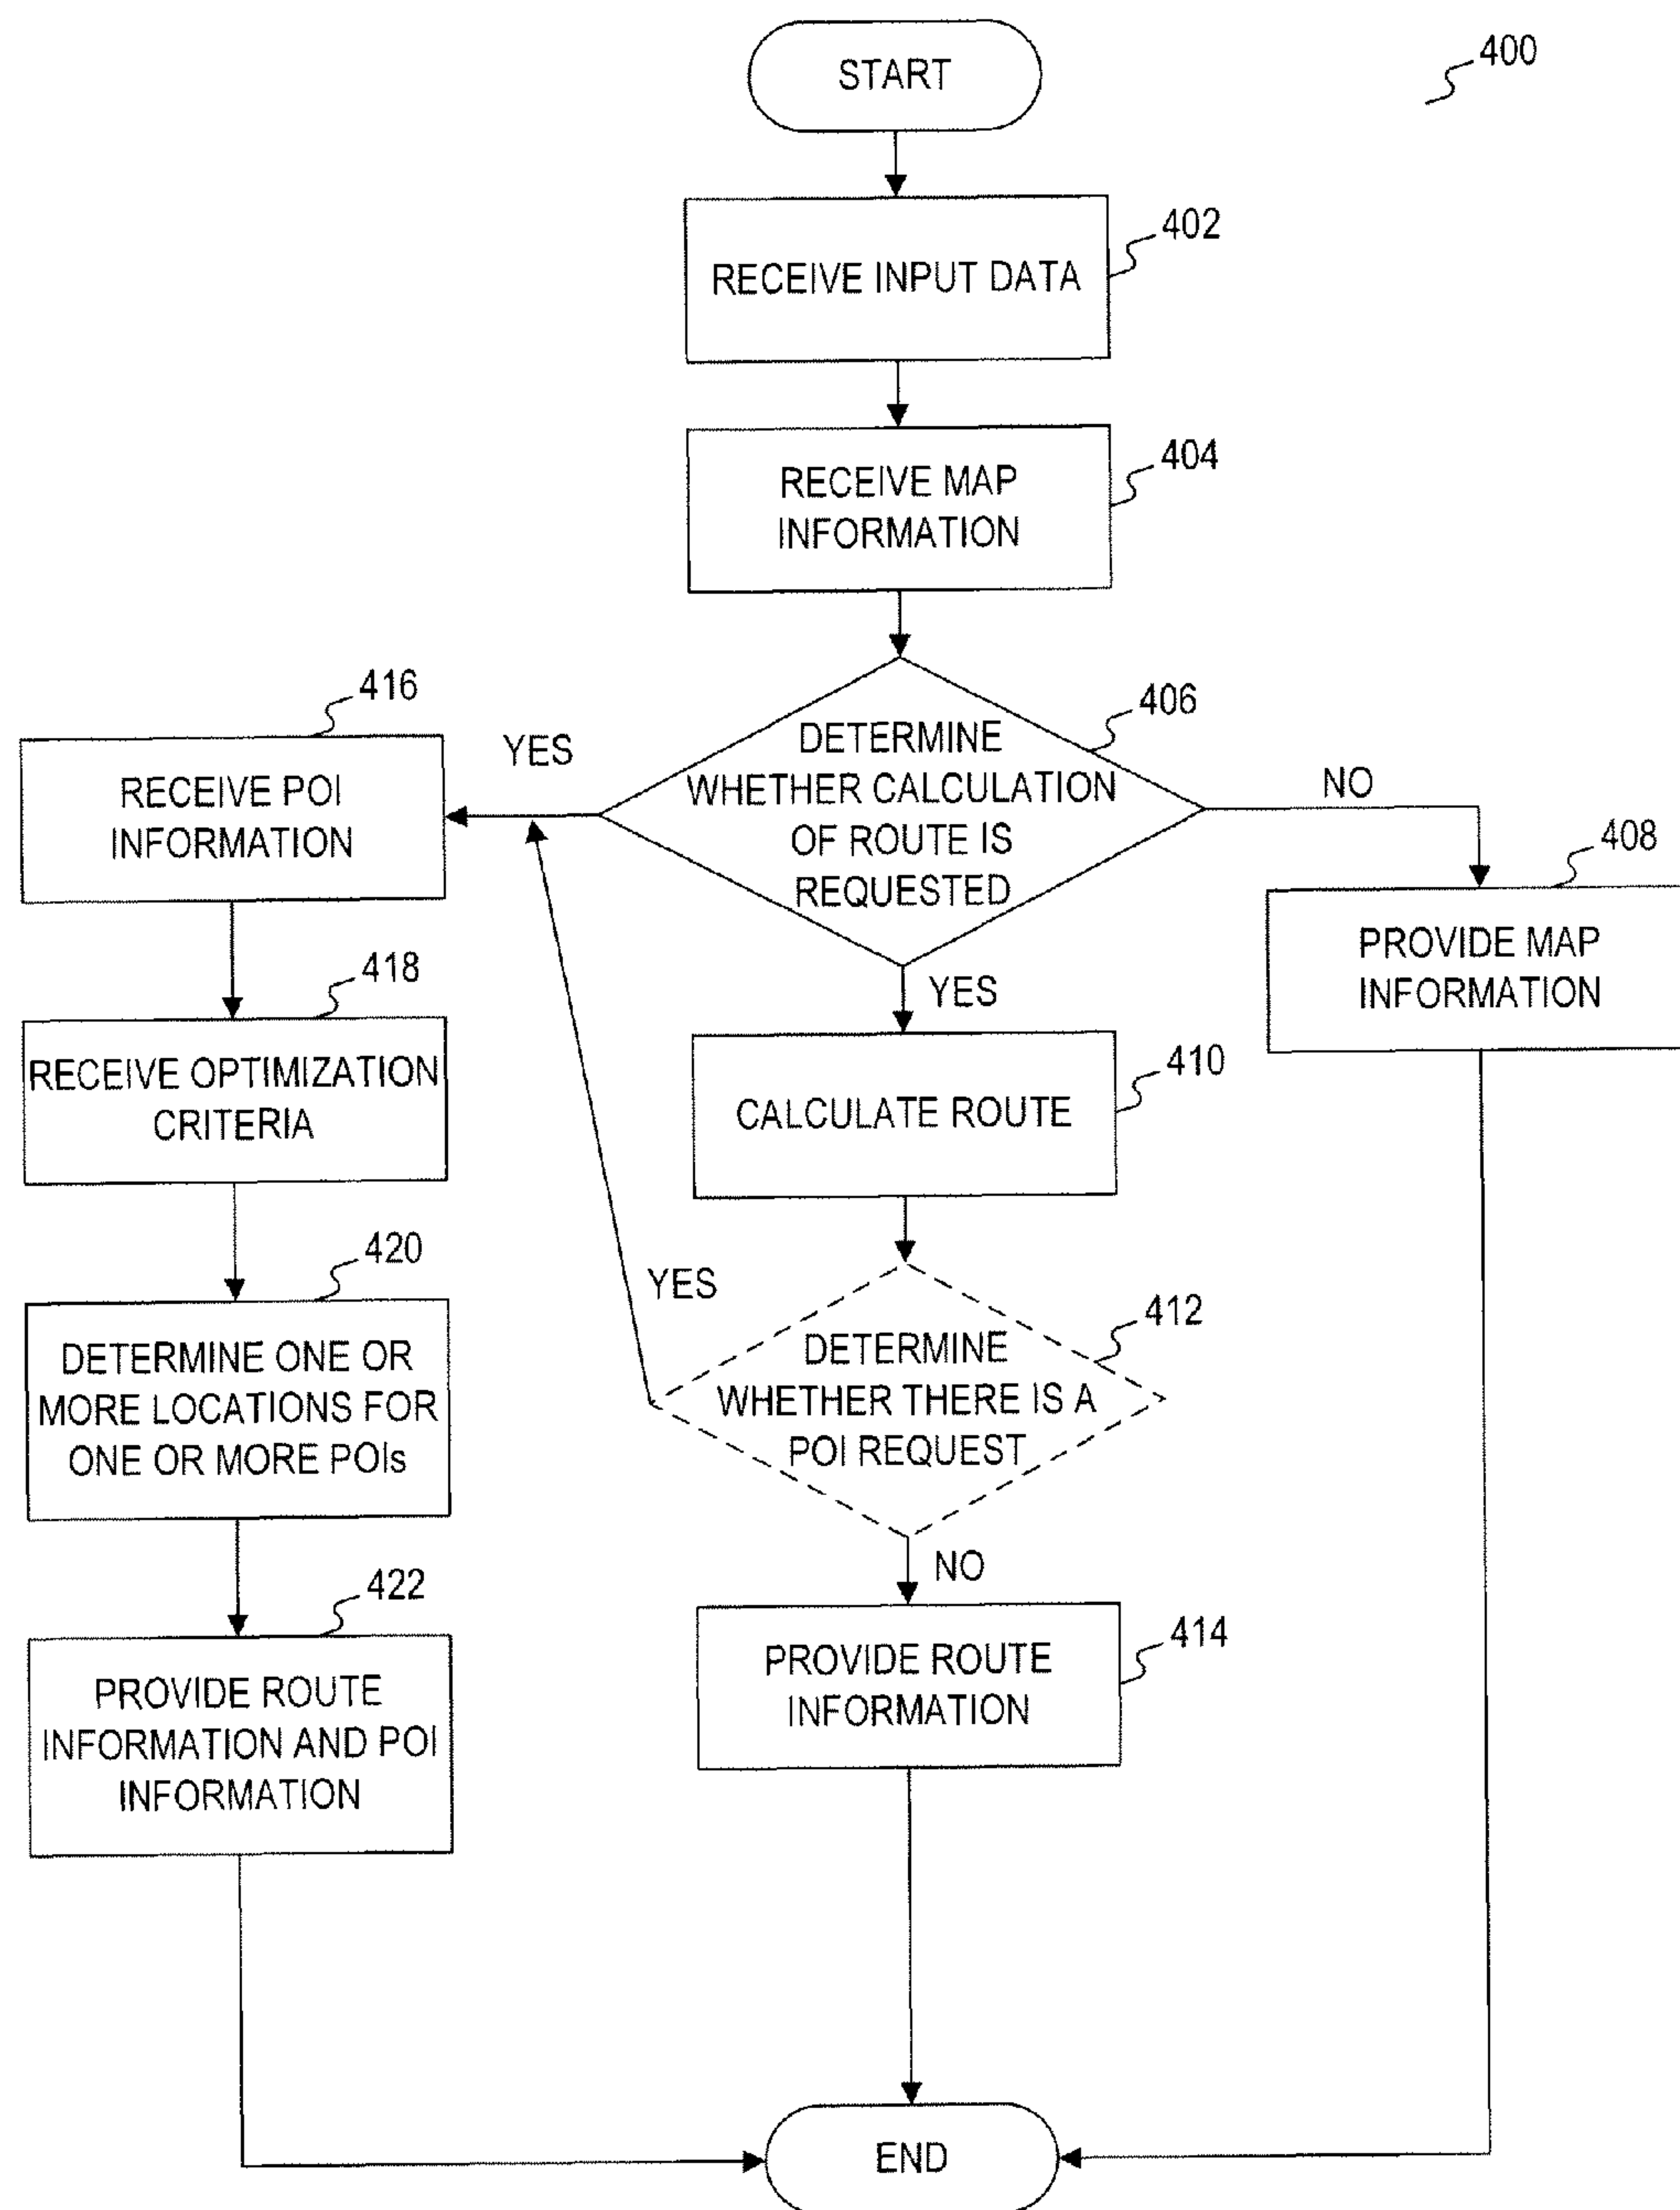 START
400
402
RECEIVE INPUT DATA
404
RECEIVE MAP
INFORMATION
406
DETERMINE
WHETHER CALCULATION
OF ROUTE IS
REQUESTED
YES
NO
YES
416
RECEIVE POI
INFORMATION
408
PROVIDE MAP
INFORMATION
418
RECEIVE OPTIMIZATION
CRITERIA
410
CALCULATE ROUTE
420
DETERMINE ONE OR
MORE LOCATIONS FOR
ONE OR MORE POIs
YES
412
DETERMINE
WHETHER THERE IS A
POI REQUEST
NO
422
PROVIDE ROUTE
INFORMATION AND POI
INFORMATION
414
PROVIDE ROUTE
INFORMATION
END